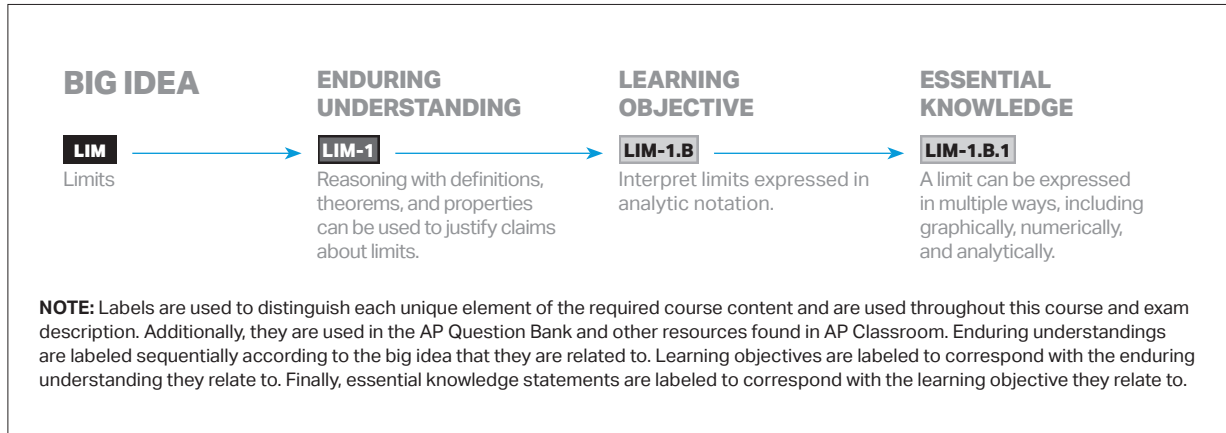 BIG IDEA
LIM
Limits
ENDURING
UNDERSTANDING
LIM-1
Reasoning with definitions,
theorems, and properties
can be used to justify claims
about limits.
LEARNING
OBJECTIVE
LIM-1.B
Interpret limits expressed in
analytic notation.
ESSENTIAL
KNOWLEDGE
LIM-1.B.1
A limit can be expressed
in multiple ways, including
graphically, numerically,
and analytically.
NOTE: Labels are used to distinguish each unique element of the required course content and are used throughout this course and exam
description. Additionally, they are used in the AP Question Bank and other resources found in AP Classroom. Enduring understandings
are labeled sequentially according to the big idea that they are related to. Learning objectives are labeled to correspond with the enduring
understanding they relate to. Finally, essential knowledge statements are labeled to correspond with the learning objective they relate to.